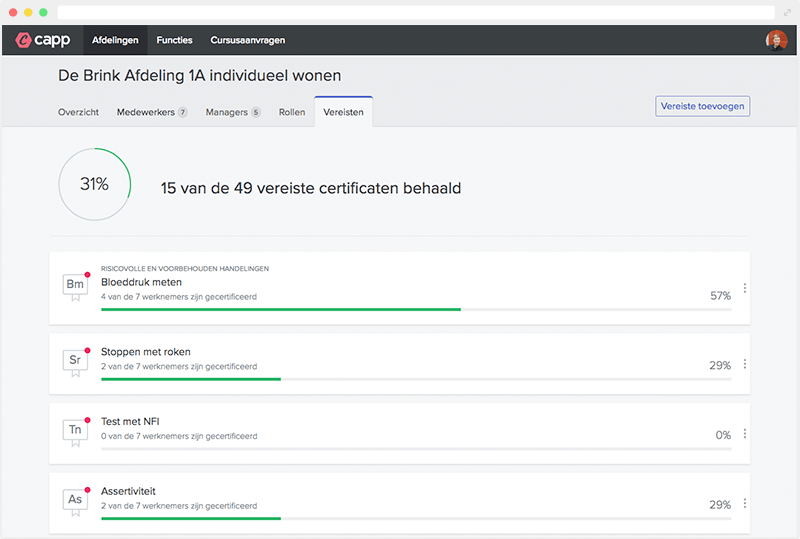 capp Afdelingen Functies Cursusaanvragen
De Brink Afdeling 1A individueel wonen
Overzicht Medewerkers 7 Managers 5 Rollen Vereisten Vereiste toevoegen
31% 15 van de 49 vereiste certificaten behaald
RISICOVOLLE EN VOORBEHOUDEN HANDELINGEN
Bm Bloeddruk meten
4 van de 7 werknemers zijn gecertificeerd 57%
Sr Stoppen met roken
2 van de 7 werknemers zijn gecertificeerd 29%
Tn Test met NFI
0 van de 7 werknemers zijn gecertificeerd 0%
As Assertiviteit
2 van de 7 werknemers zijn gecertificeerd 29%